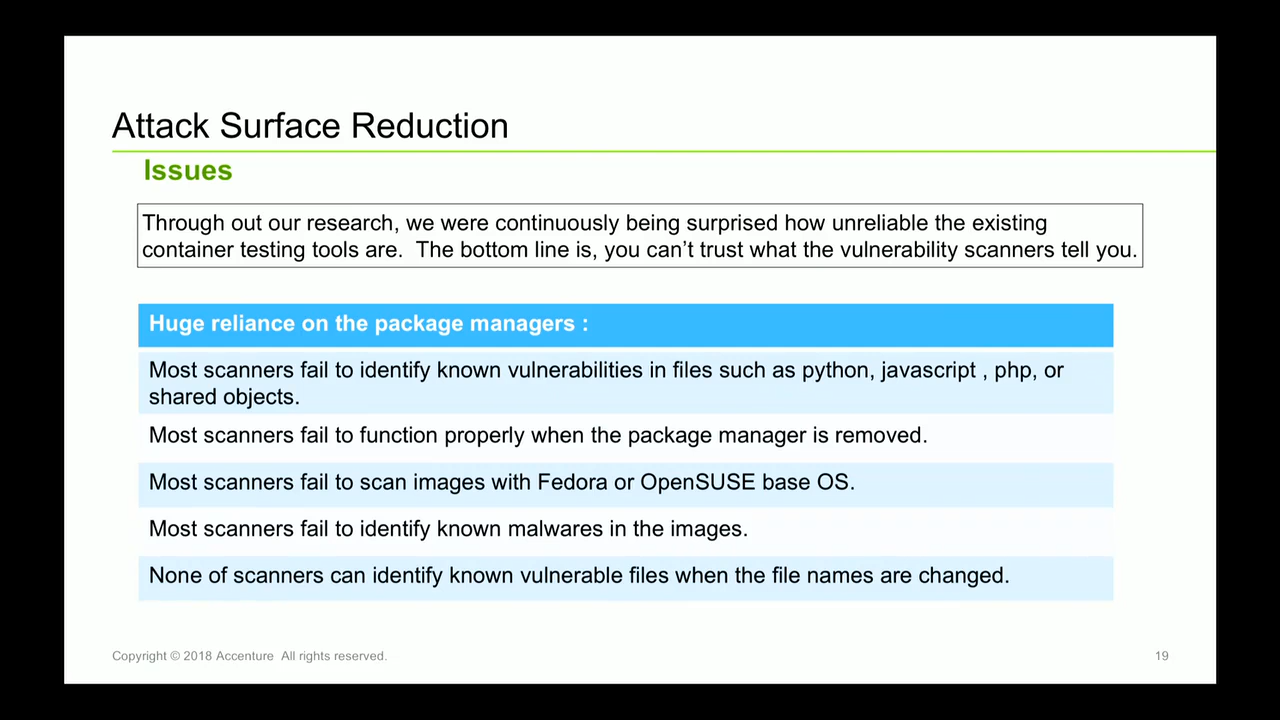 Attack Surface Reduction
Issues
Through out our research, we were continuously being surprised how unreliable the existing
container testing tools are.  The bottom line is, you can't trust what the vulnerability scanners tell you.
Huge reliance on the package managers :
Most scanners fail to identify known vulnerabilities in files such as python, javascript , php, or
shared objects.
Most scanners fail to function properly when the package manager is removed.
Most scanners fail to scan images with Fedora or OpenSUSE base OS.
Most scanners fail to identify known malwares in the images.
None of scanners can identify known vulnerable files when the file names are changed.
Copyright © 2018 Accenture  All rights reserved.
19